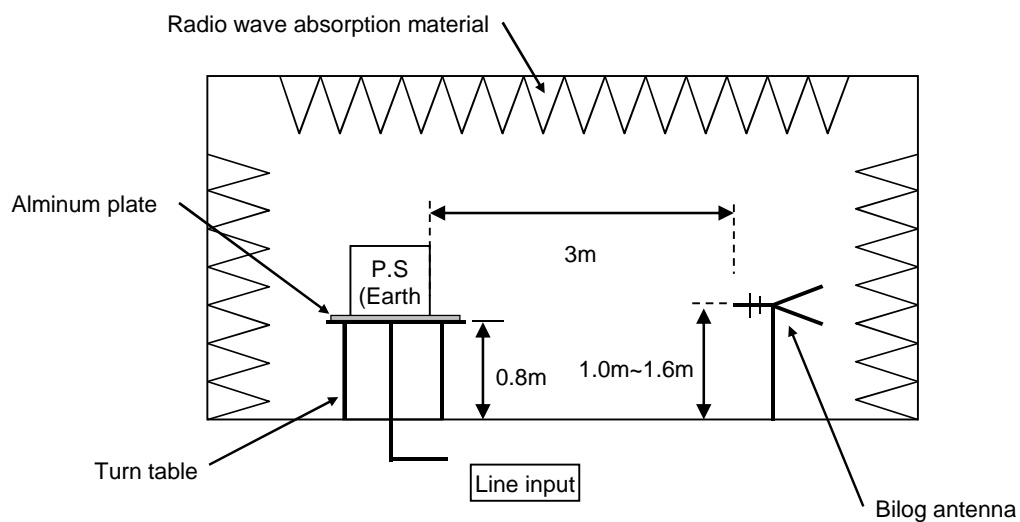 Radio wave absorption material
Alminum plate
3m
P.S
(Earth
0.8m
1.0m~1.6m
Turn table
Line input
Bilog antenna